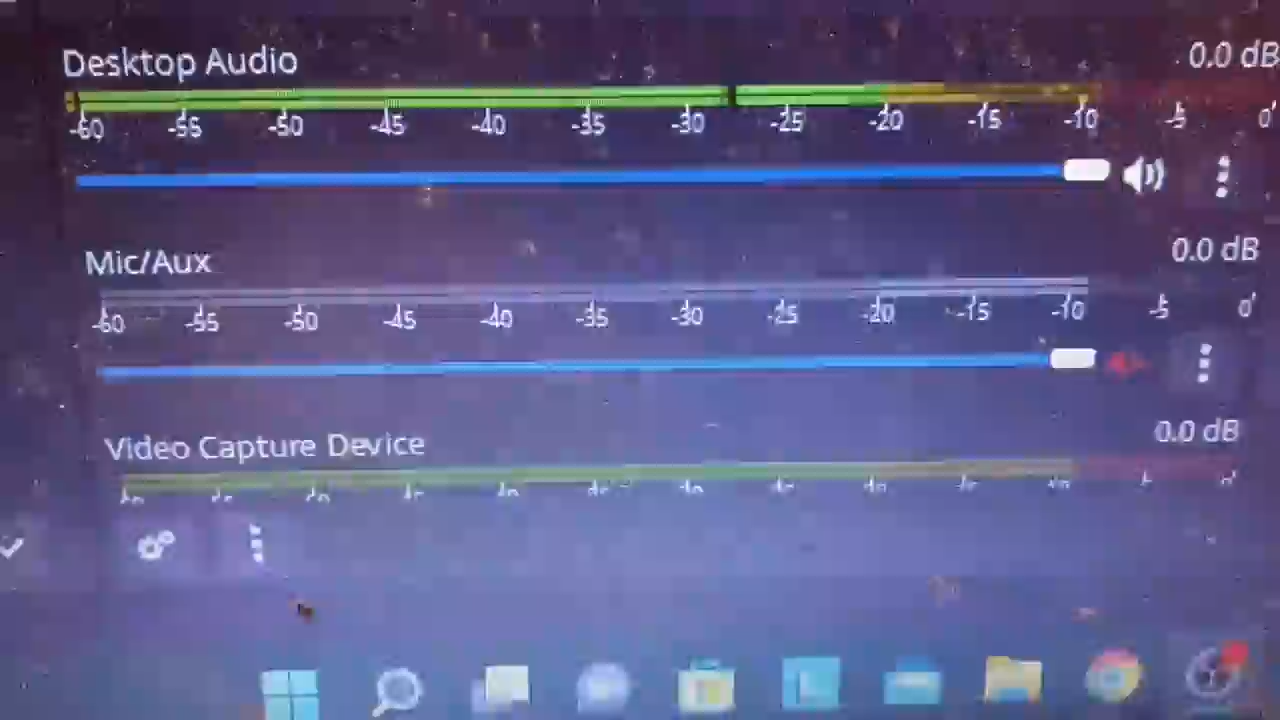 Desktop Audio 0.0 dB
-60 -55 -50 -45 -40 -35 -30 -25 -20 -15 -10 -5 0
Mic/Aux 0.0 dB
-60 -55 -50 -45 -40 -35 -30 -25 -20 -15 -10 -5 0
Video Capture Device 0.0 dB